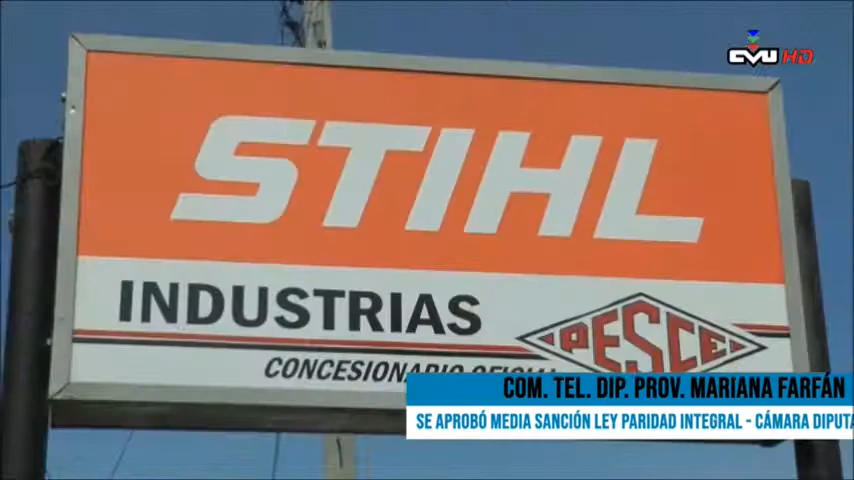 CVU HD
STIHL
INDUSTRIAS
PESCE
CONCESIONARIO
COM. TEL. DIP. PROV. MARIANA FARFÁN
SE APROBÓ MEDIA SANCIÓN LEY PARIDAD INTEGRAL - CÁMARA